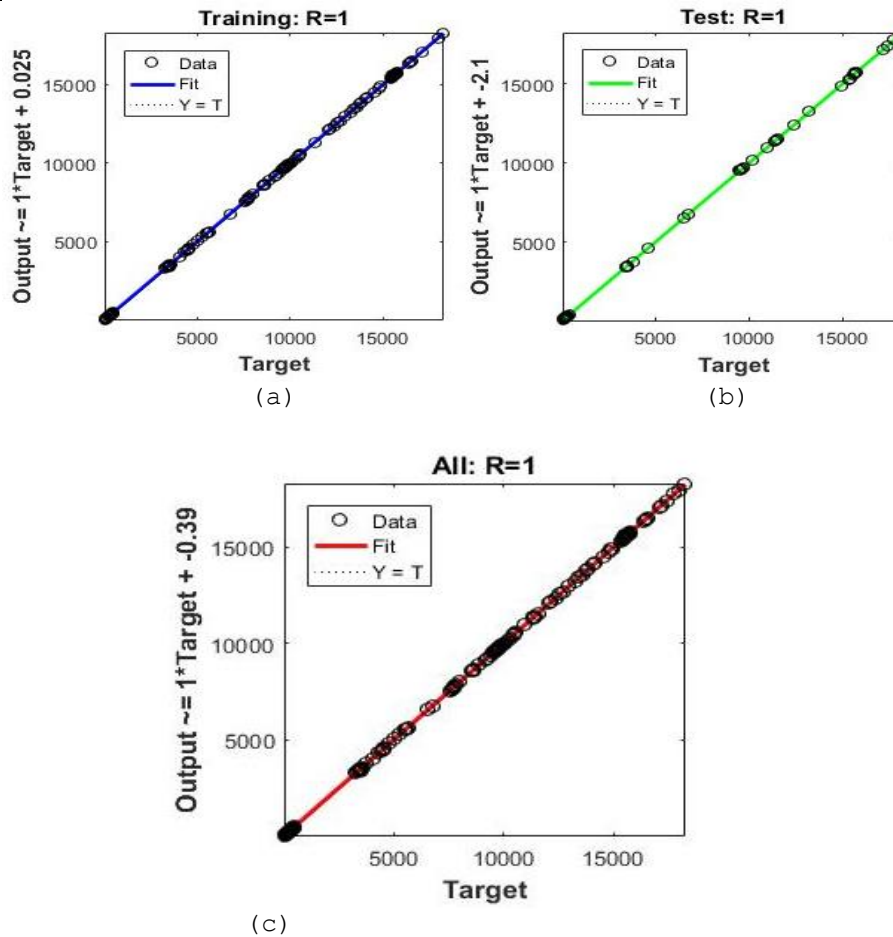 Training: R=1
Output ~= 1*Target + 0.025
Data
Fit
Y = T
15000
10000
5000
5000 10000 15000
Target
(a)
Test: R=1
Output ~= 1*Target + -2.1
Data
Fit
Y = T
15000
10000
5000
5000 10000 15000
Target
(b)
All: R=1
Output ~= 1*Target + -0.39
Data
Fit
Y = T
15000
10000
5000
5000 10000 15000
Target
(c)